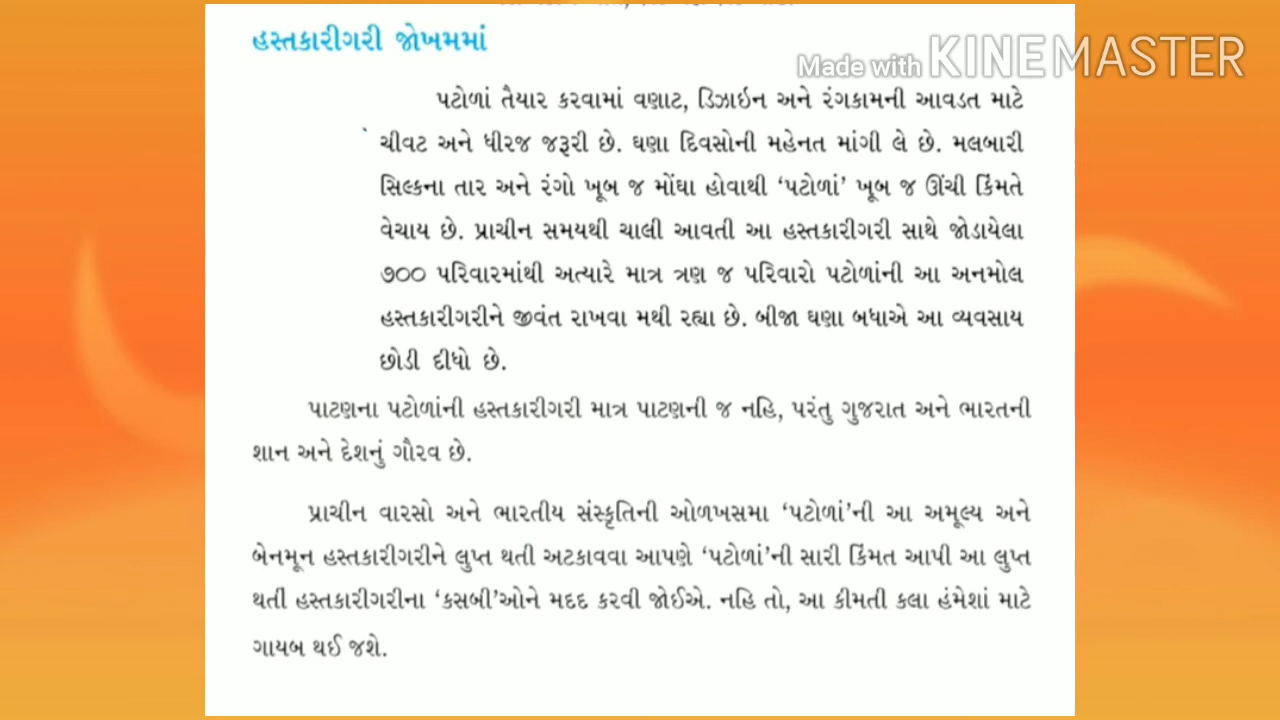 હસ્તકારીગરી જોખમમાં
Made with KINEMASTER
પટોળાં તૈયાર કરવામાં વણાટ, ડિઝાઇન અને રંગકામની આવડત માટે
ચીવટ અને ધીરજ જરૂરી છે. ઘણા દિવસોની મહેનત માંગી લે છે. મલબારી
સિલ્કના તાર અને રંગો ખૂબ જ મોંઘા હોવાથી ‘પટોળાં’ ખૂબ જ ઊંચી કિંમતે
વેચાય છે. પ્રાચીન સમયથી ચાલી આવતી આ હસ્તકારીગરી સાથે જોડાયેલા
૭૦૦ પરિવારમાંથી અત્યારે માત્ર ત્રણ જ પરિવારો પટોળાંની આ અનમોલ
હસ્તકારીગરીને જીવંત રાખવા મથી રહ્યા છે. બીજા ઘણા બધાએ આ વ્યવસાય
છોડી દીધો છે.
પાટણના પટોળાંની હસ્તકારીગરી માત્ર પાટણની જ નહિ, પરંતુ ગુજરાત અને ભારતની
શાન અને દેશનું ગૌરવ છે.
પ્રાચીન વારસો અને ભારતીય સંસ્કૃતિની ઓળખસમા ‘પટોળાં’ની આ અમૂલ્ય અને
બેનમૂન હસ્તકારીગરીને લુપ્ત થતી અટકાવવા આપણે ‘પટોળાં’ની સારી કિંમત આપી આ લુપ્ત
થતી હસ્તકારીગરીના ‘કસબી’ઓને મદદ કરવી જોઈએ. નહિ તો, આ કીમતી કલા હંમેશાં માટે
ગાયબ થઈ જશે.